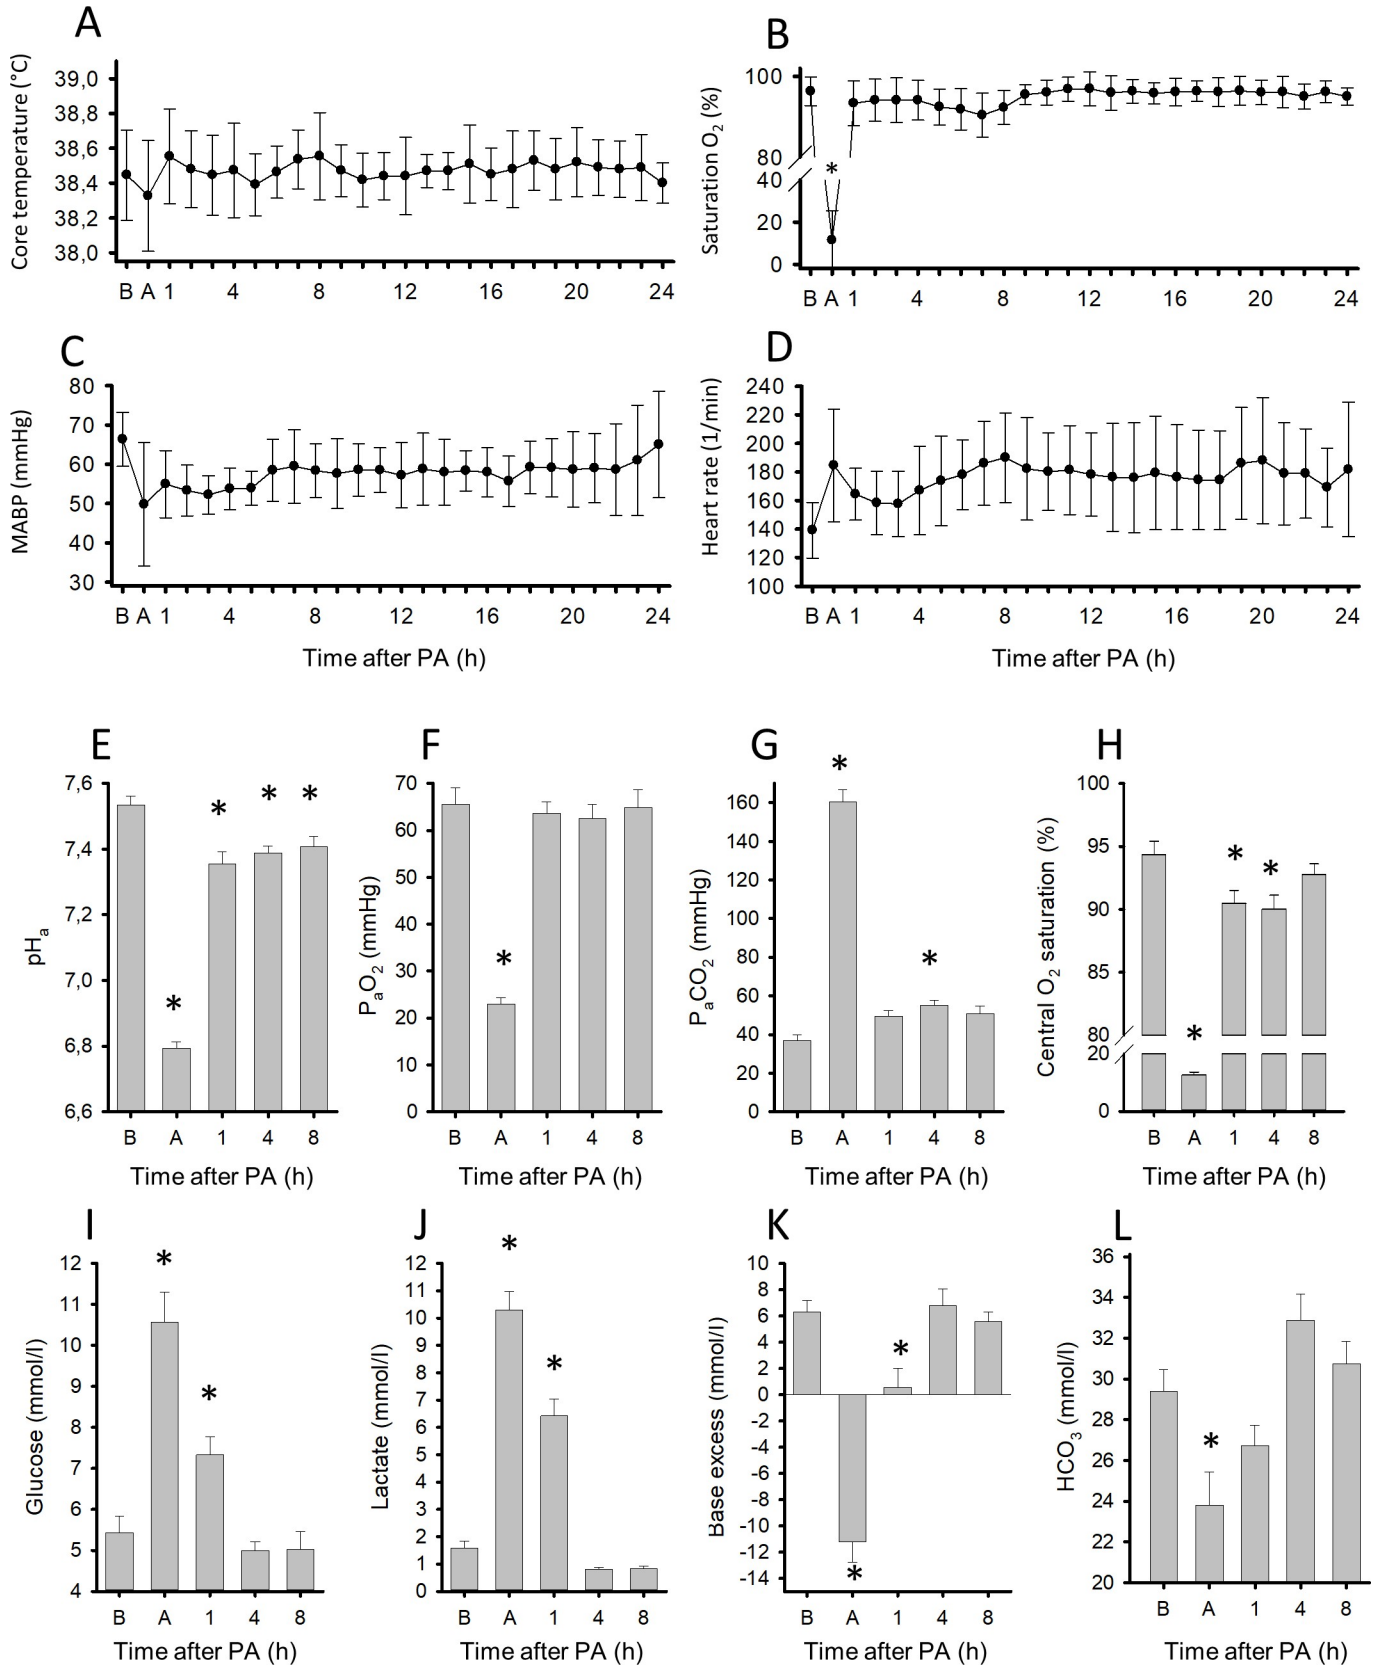 A
Core temperature (°C)
39,0
38,8
38,6
38,4
38,2
38,0
B A 1 4 8 12 16 20 24
B
Saturation O2 (%)
100
80
*
40
20
0
B A 1 4 8 12 16 20 24
C
MABP (mmHg)
80
70
60
50
40
30
B A 1 4 8 12 16 20 24
Time after PA (h)
D
Heart rate (1/min)
240
220
200
180
160
140
120
100
B A 1 4 8 12 16 20 24
Time after PA (h)
E
pHa
7,6
7,4
7,2
7,0
6,8
6,6
* * * *
B A 1 4 8
Time after PA (h)
F
PaO2 (mmHg)
70
60
50
40
30
20
10
0
*
B A 1 4 8
Time after PA (h)
G
PaCO2 (mmHg)
160
140
120
100
80
60
40
20
0
* *
B A 1 4 8
Time after PA (h)
H
Central O2 saturation (%)
100
95
90
85
80
20
0
* * *
B A 1 4 8
Time after PA (h)
I
Glucose (mmol/l)
12
11
10
9
8
7
6
5
4
* *
B A 1 4 8
Time after PA (h)
J
Lactate (mmol/l)
12
11
10
9
8
7
6
5
4
3
2
1
0
* *
B A 1 4 8
Time after PA (h)
K
Base excess (mmol/l)
10
8
6
4
2
0
-2
-4
-6
-8
-10
-12
-14
* *
B A 1 4 8
Time after PA (h)
L
HCO3 (mmol/l)
36
34
32
30
28
26
24
22
20
*
B A 1 4 8
Time after PA (h)